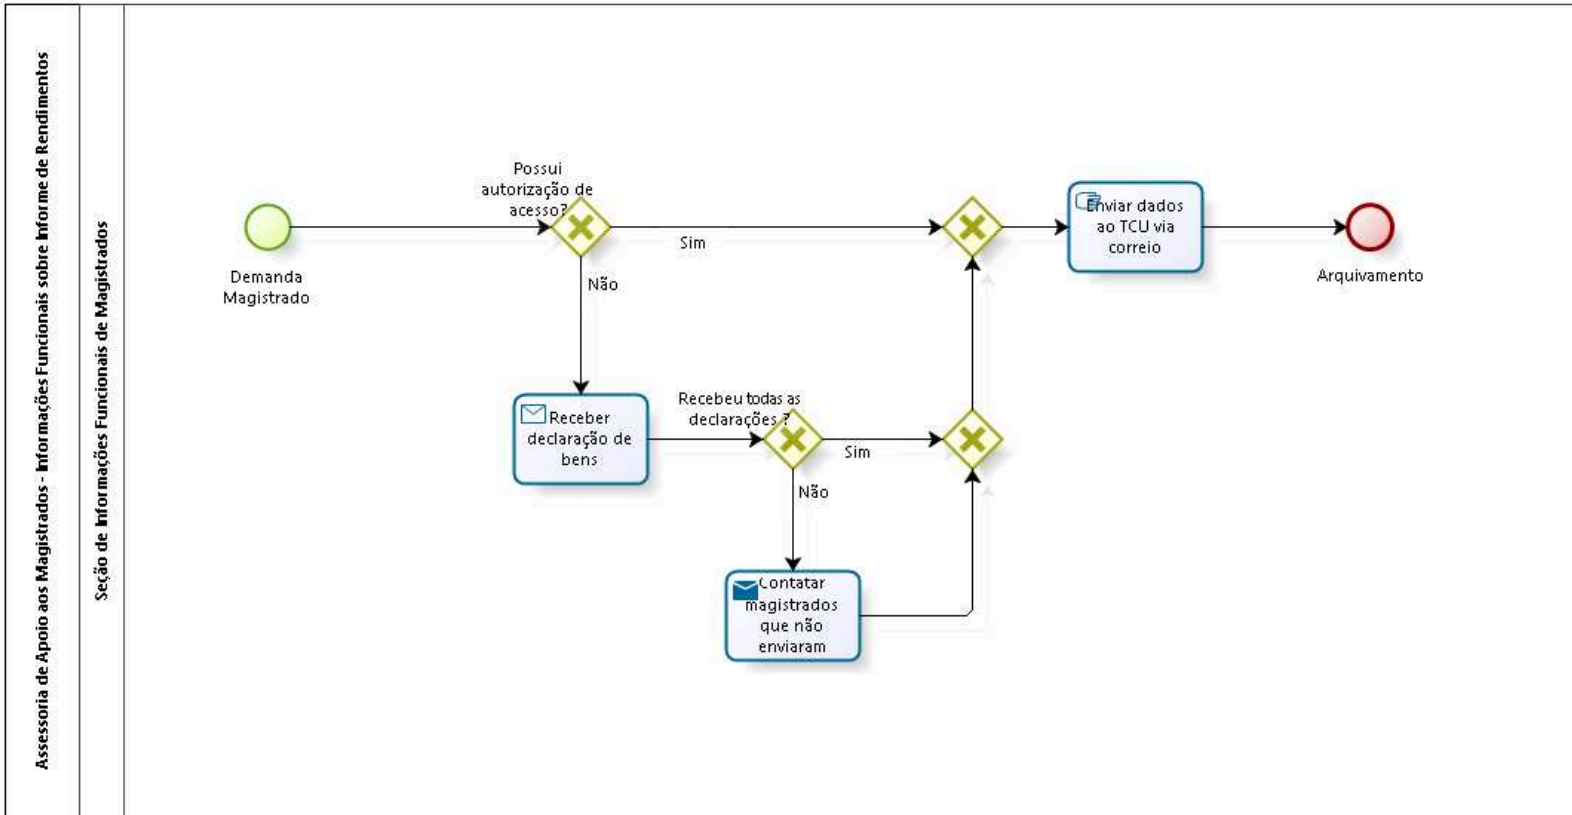 Assessoria de Apoio aos Magistrados - Informações Funcionais sobre Informe de Rendimentos
Seção de Informações Funcionais de Magistrados
Demanda
Magistrado
Possui
autorização de
acesso?
Sim
Não
Receber
declaração de
bens
Recebeu todas as
declarações ?
Sim
Não
Contatar
magistrados
que não
enviaram
Enviar dados
ao TCU via
correio
Arquivamento